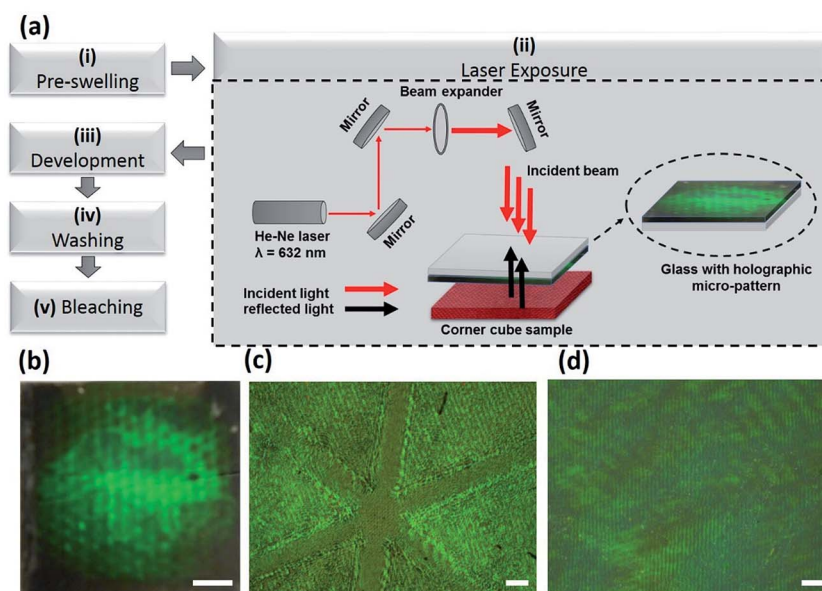 (a)
(i)
Pre-swelling
(ii)
Laser Exposure
(iii)
Development
(iv)
Washing
(v) Bleaching
Beam expander
Mirror
Mirror
Mirror
Incident beam
He-Ne laser
λ = 632 nm
Glass with holographic
micro-pattern
Incident light
reflected light
Corner cube sample
(b)
(c)
(d)